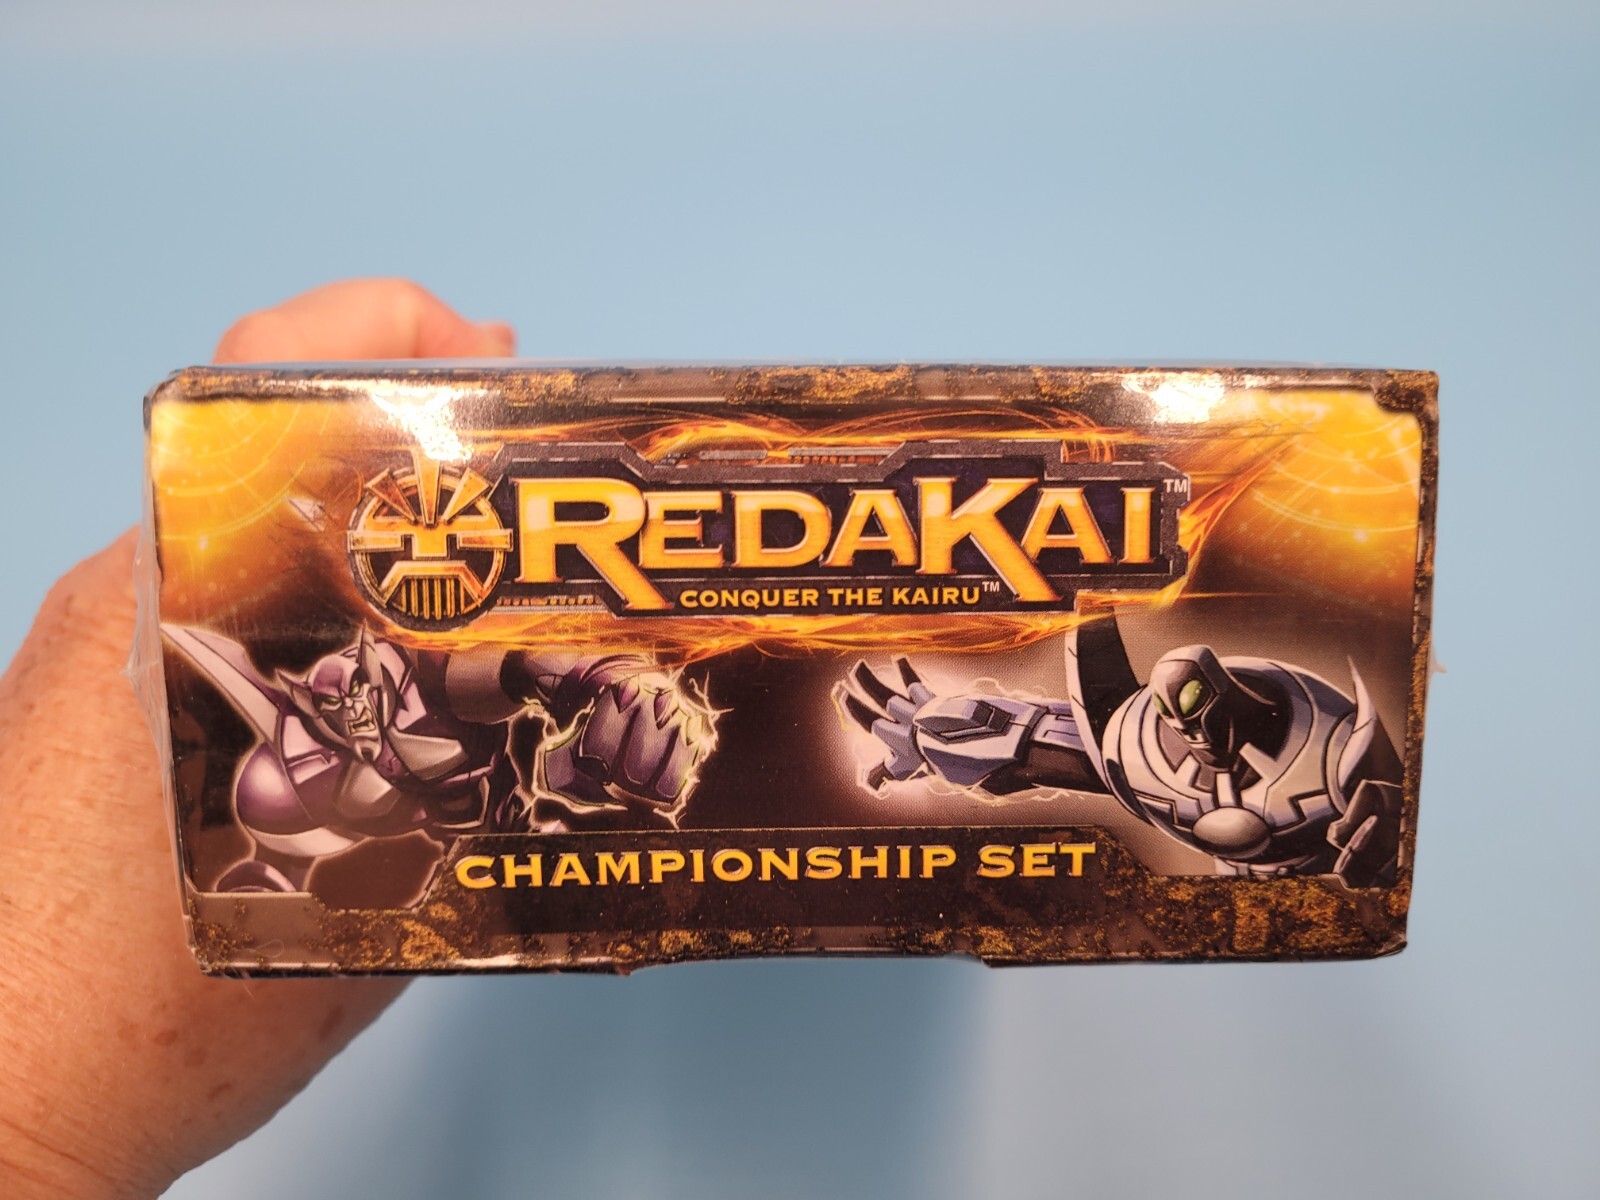 REDAKAI™
CONQUER THE KAIRU™
CHAMPIONSHIP SET